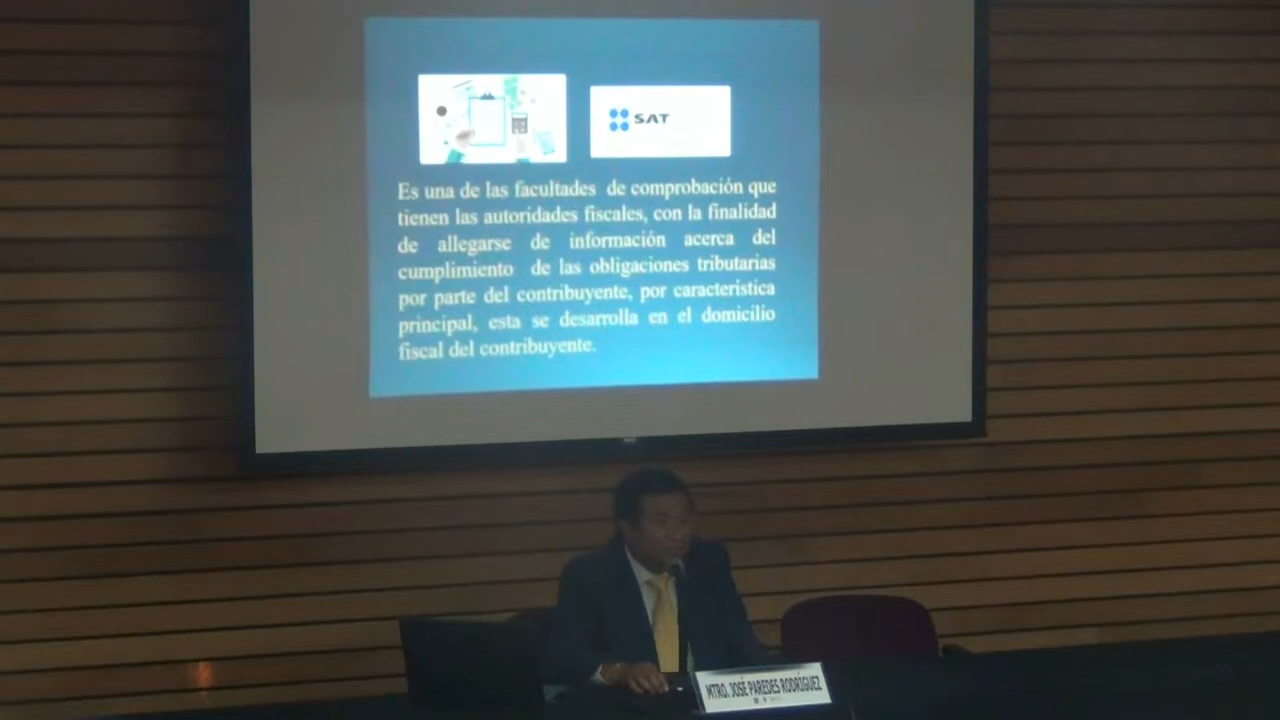 SAT
Es una de las facultades de comprobación que
tienen las autoridades fiscales, con la finalidad
de allegarse de información acerca del
cumplimiento de las obligaciones tributarias
por parte del contribuyente, por característica
principal, esta se desarrolla en el domicilio
fiscal del contribuyente.
MTRO. JOSÉ PAREDES RODRÍGUEZ